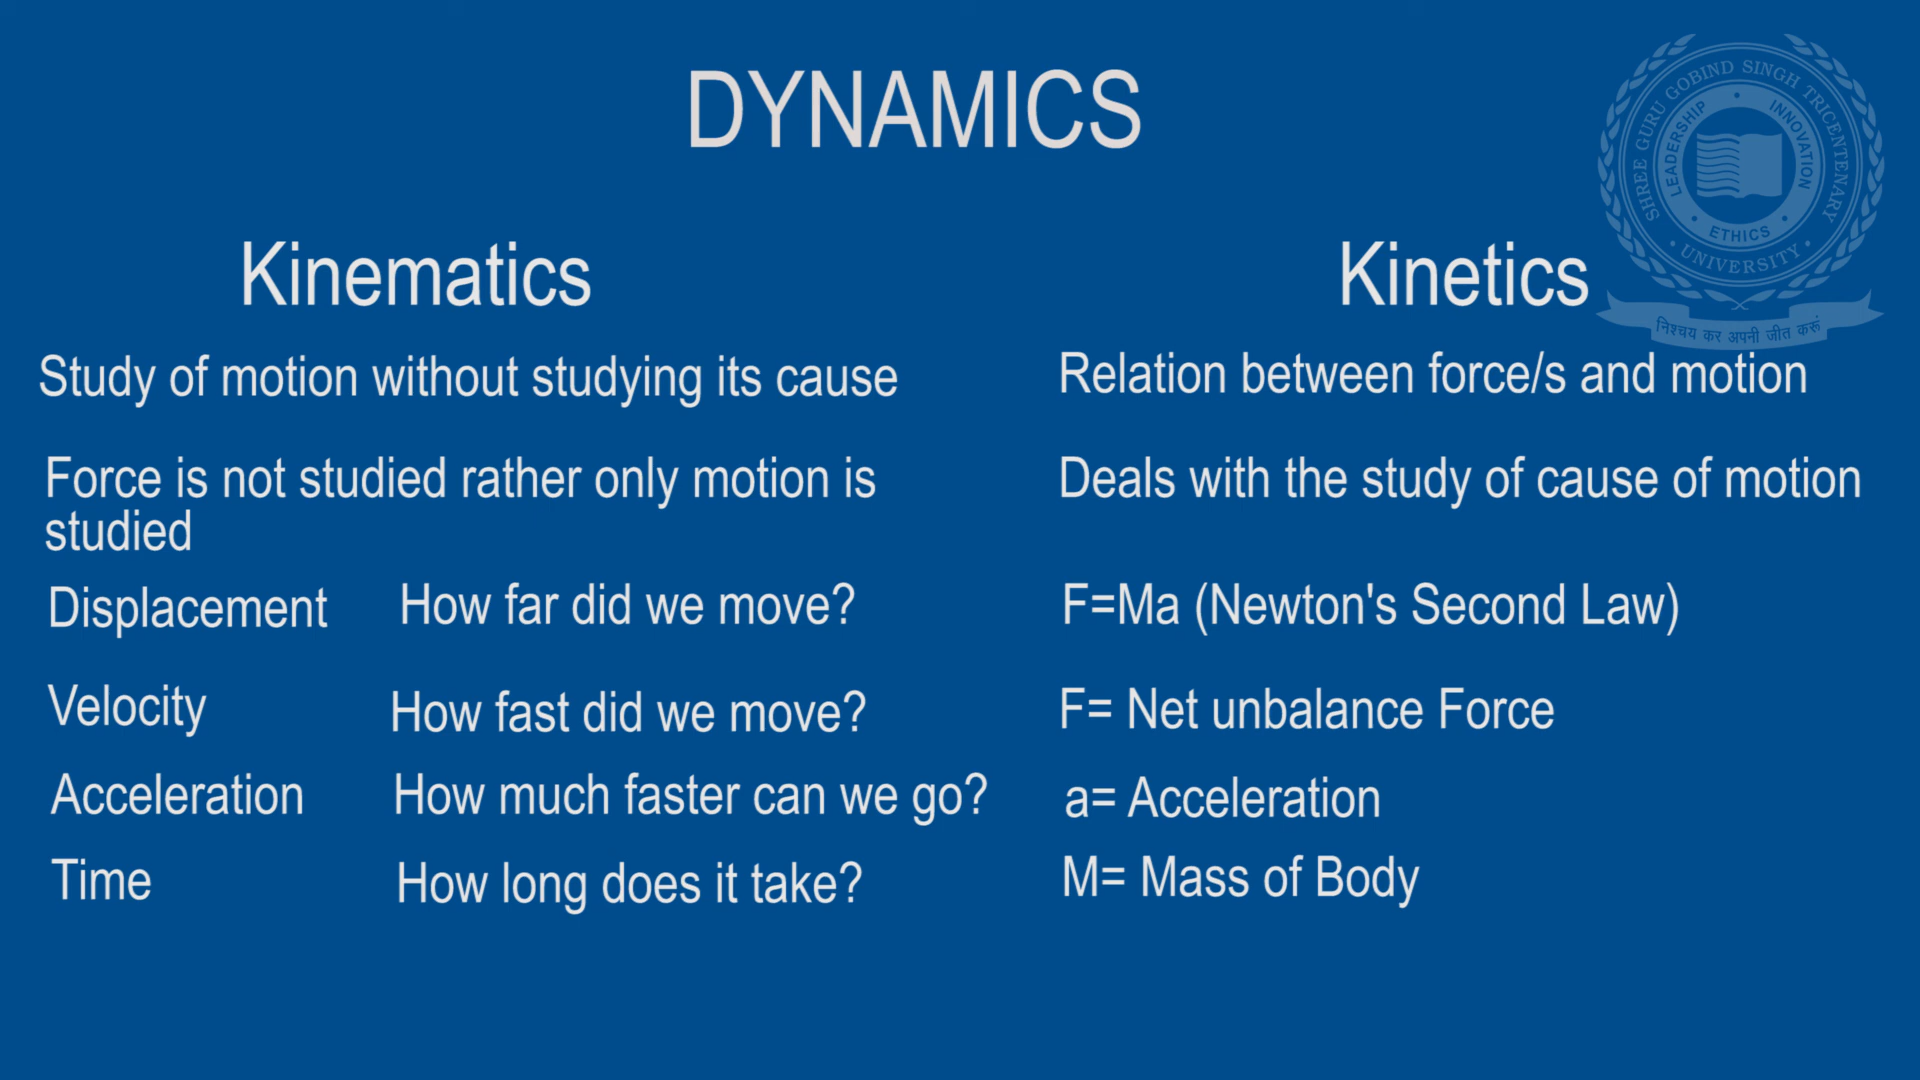 DYNAMICS
SHREE GURU GOBIND SINGH TRICENTENARY
UNIVERSITY
LEADERSHIP
INNOVATION
ETHICS
निश्चय कर अपनी जीत करूं
Kinematics
Study of motion without studying its cause
Force is not studied rather only motion is
studied
Displacement How far did we move?
Velocity How fast did we move?
Acceleration How much faster can we go?
Time How long does it take?
Kinetics
Relation between force/s and motion
Deals with the study of cause of motion
F=Ma (Newton's Second Law)
F= Net unbalance Force
a= Acceleration
M= Mass of Body